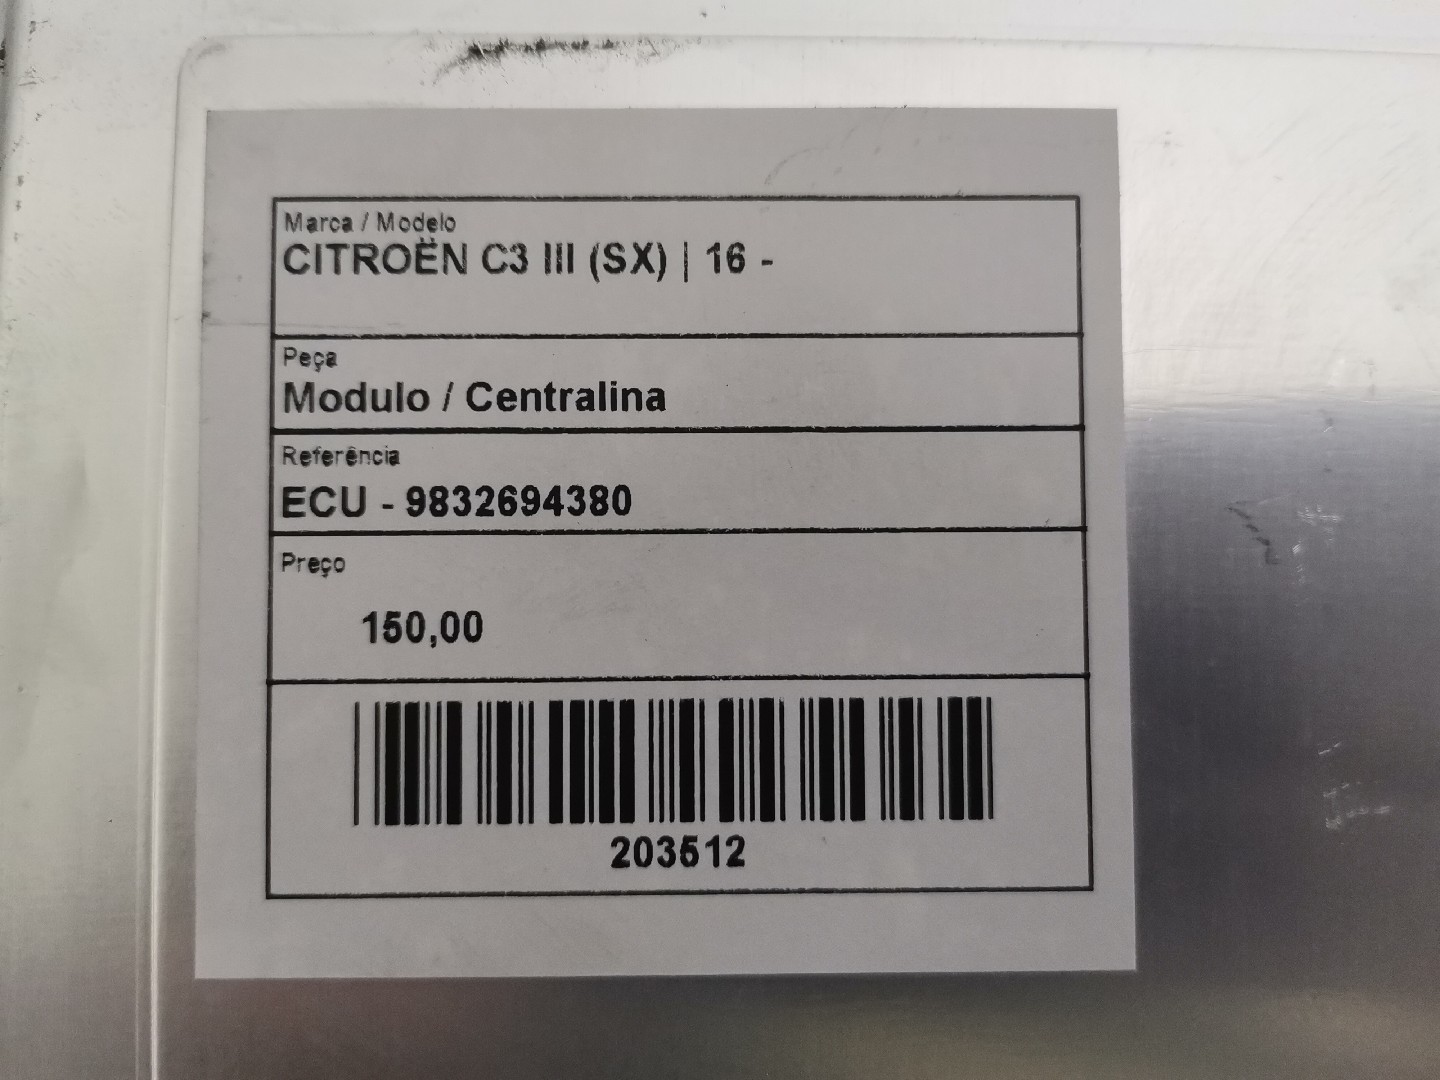 Marca / Modelo
CITROËN C3 III (SX) | 16 -
Peça
Modulo / Centralina
Referência
ECU - 9832694380
Preço
150,00
203512